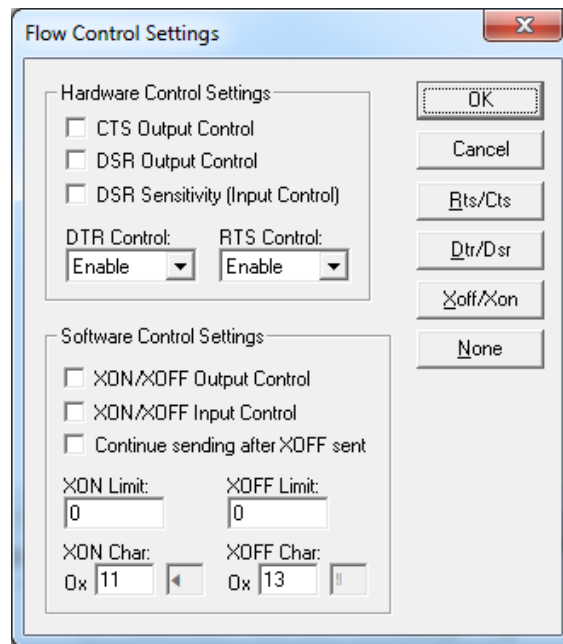 Flow Control Settings
Hardware Control Settings
CTS Output Control
DSR Output Control
DSR Sensitivity (Input Control)
DTR Control: RTS Control:
Enable Enable
Software Control Settings
XON/XOFF Output Control
XON/XOFF Input Control
Continue sending after XOFF sent
XON Limit: XOFF Limit:
0 0
XON Char: XOFF Char:
0x 11 ◄ 0x 13 ‼
OK
Cancel
Rts/Cts
Dtr/Dsr
Xoff/Xon
None